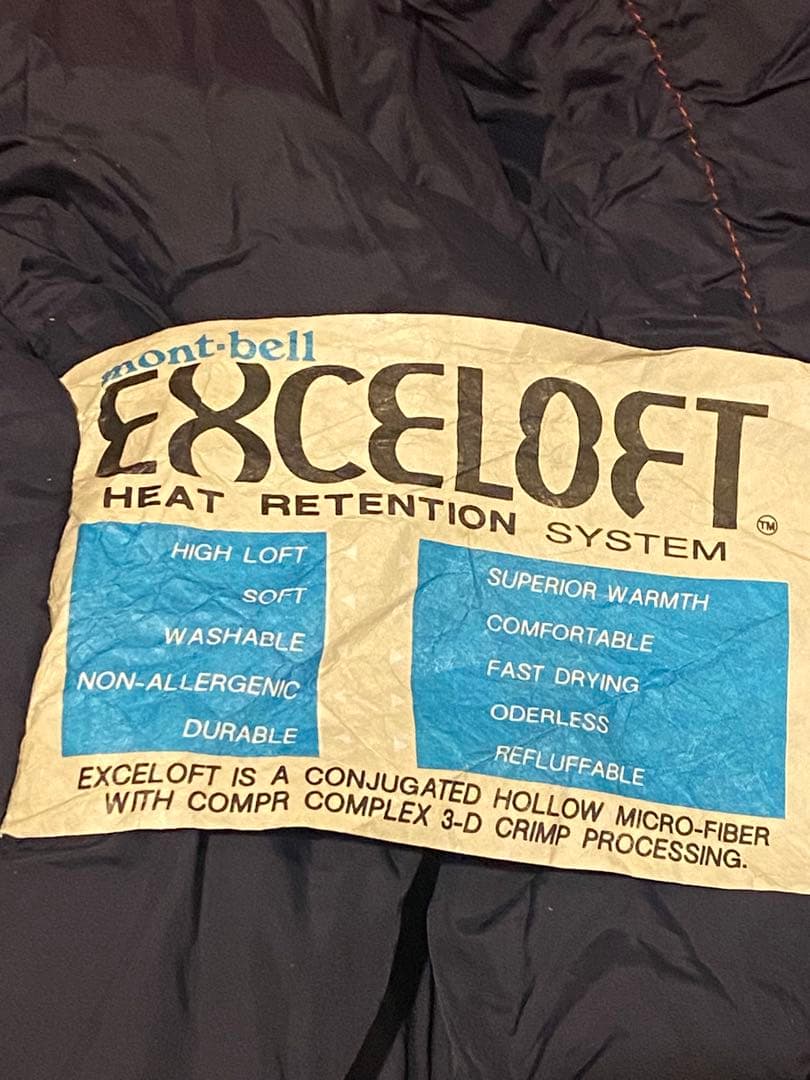 mont-bell
EXCELOFT
HEAT RETENTION SYSTEM
TM
HIGH LOFT
SOFT
WASHABLE
NON-ALLERGENIC
DURABLE
SUPERIOR WARMTH
COMFORTABLE
FAST DRYING
ODERLESS
REFLUFFABLE
EXCELOFT IS A CONJUGATED HOLLOW MICRO-FIBER
WITH COMPR COMPLEX 3-D CRIMP PROCESSING.